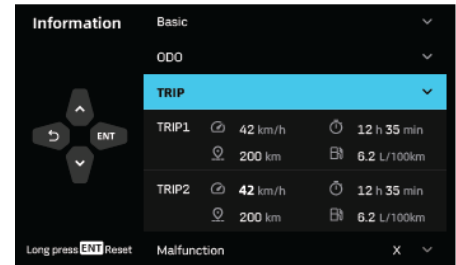 Information
Basic
ODO
TRIP
TRIP1 42 km/h 12 h 35 min
200 km 6.2 L/100km
TRIP2 42 km/h 12 h 35 min
200 km 6.2 L/100km
ENT
Long press ENT Reset
Malfunction X